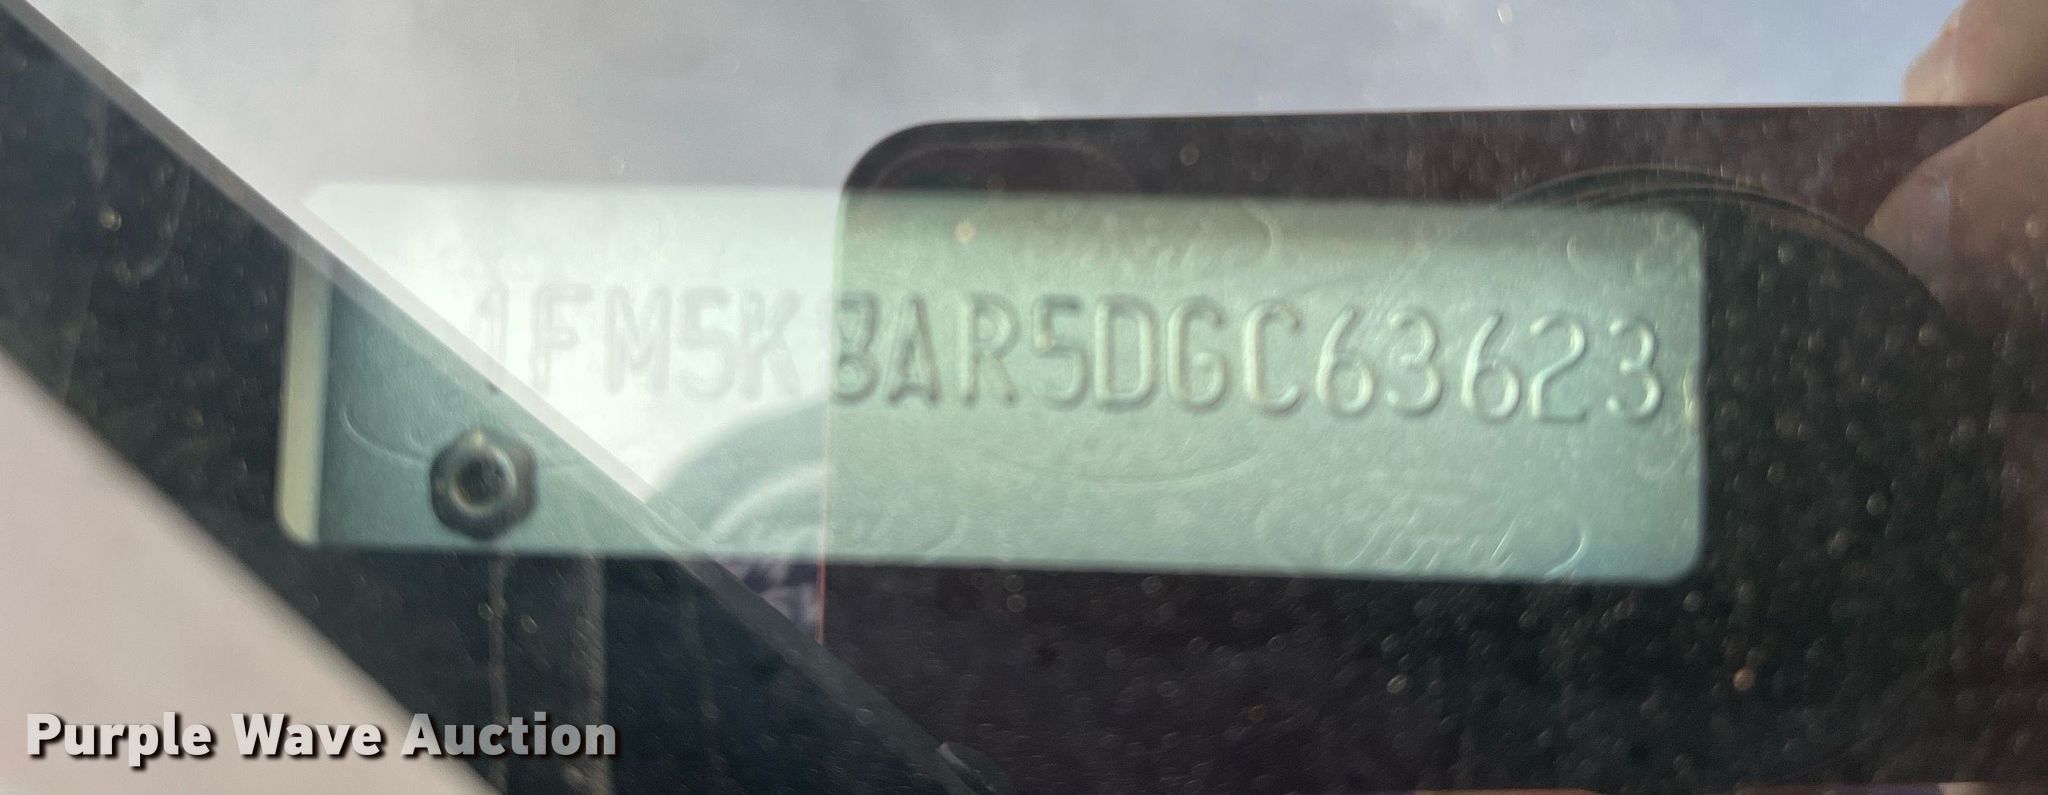 1FM5K8AR5DGC63623
Purple Wave Auction